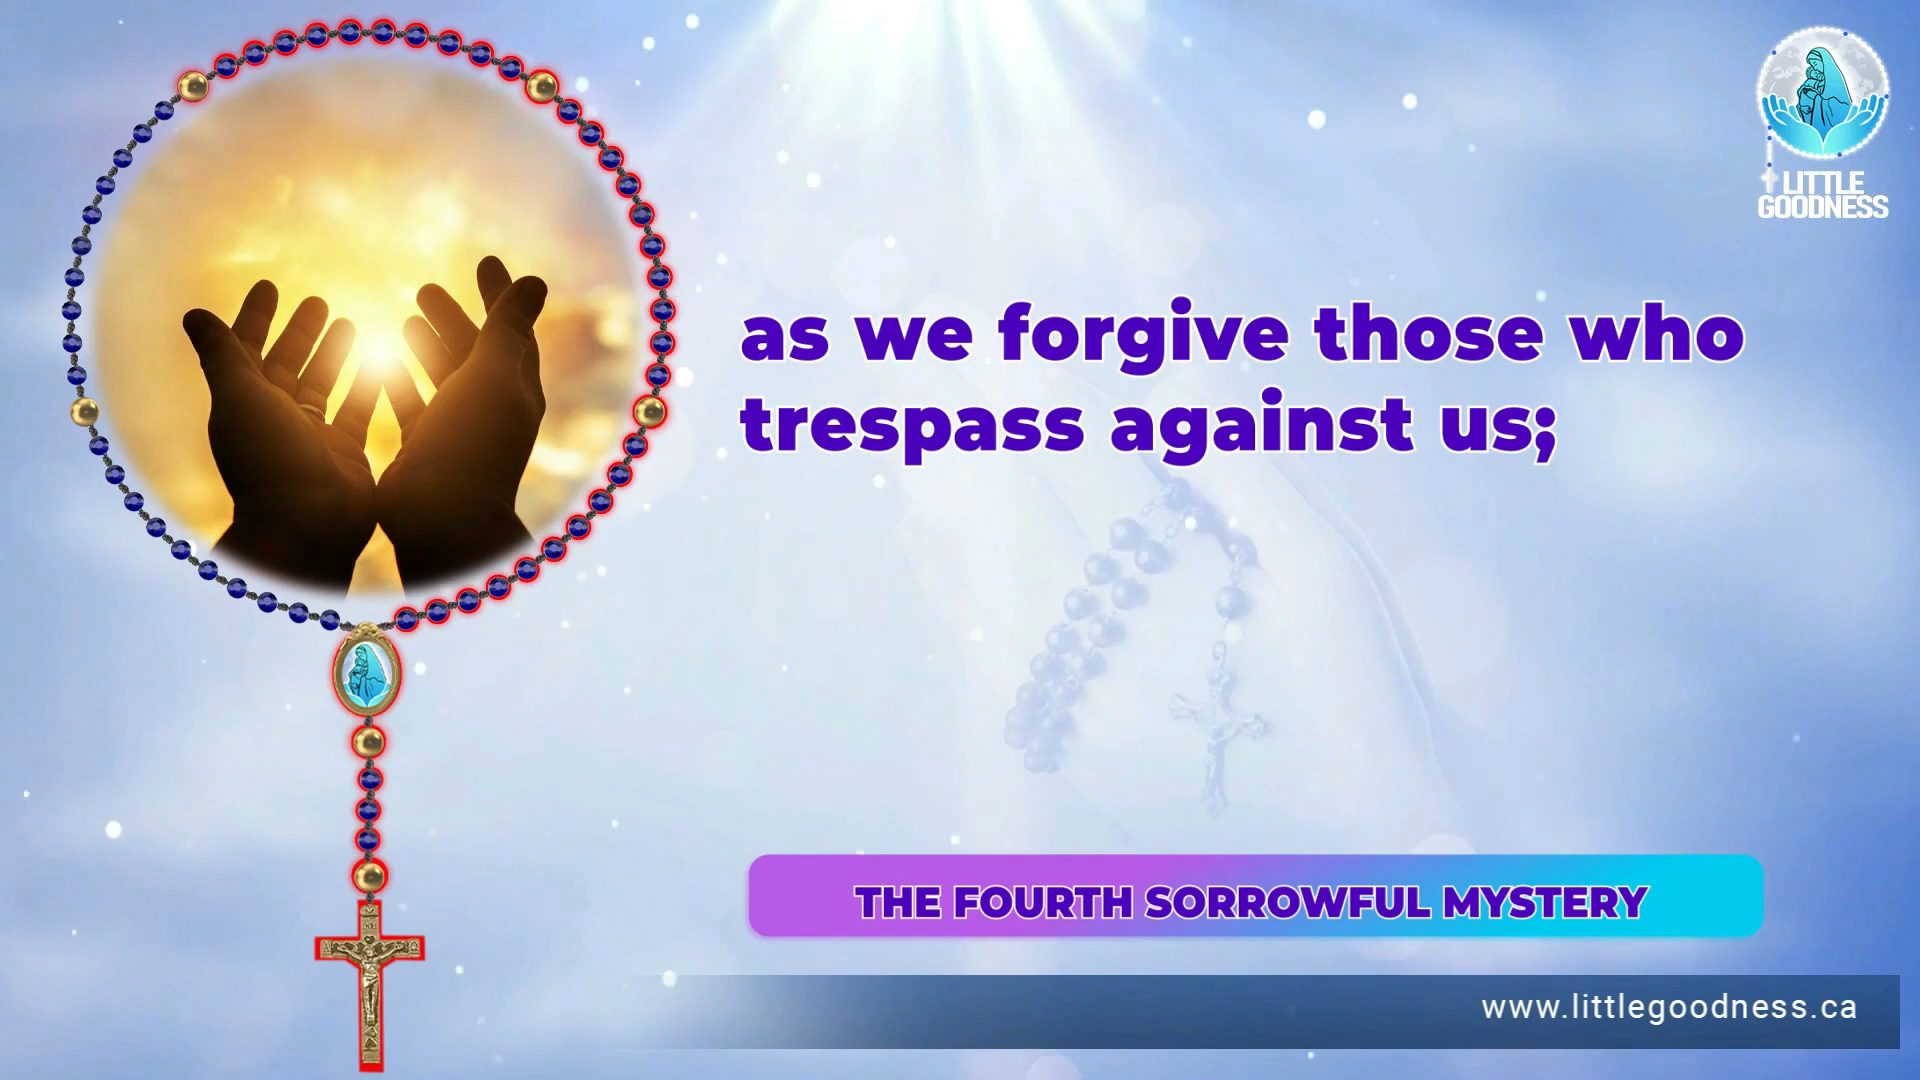 LITTLE
GOODNESS
as we forgive those who
trespass against us;
THE FOURTH SORROWFUL MYSTERY
www.littlegoodness.ca